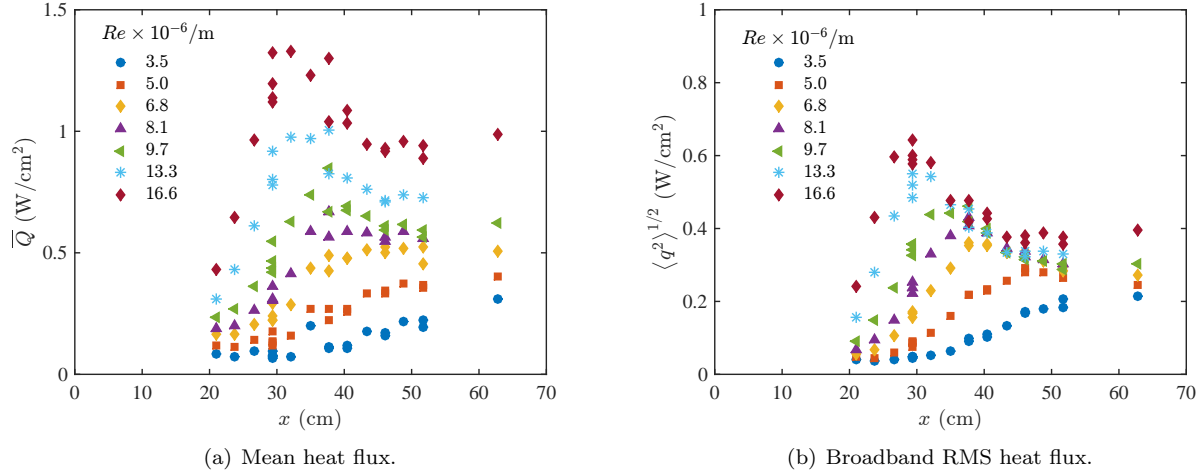 1.5
1
0.5
0
Q̅ (W/cm²)
Re × 10⁻⁶/m
3.5
5.0
6.8
8.1
9.7
13.3
16.6
0 10 20 30 40 50 60 70
x (cm)
(a) Mean heat flux.
1
0.8
0.6
0.4
0.2
0
⟨q²⟩^1/2 (W/cm²)
Re × 10⁻⁶/m
3.5
5.0
6.8
8.1
9.7
13.3
16.6
0 10 20 30 40 50 60 70
x (cm)
(b) Broadband RMS heat flux.